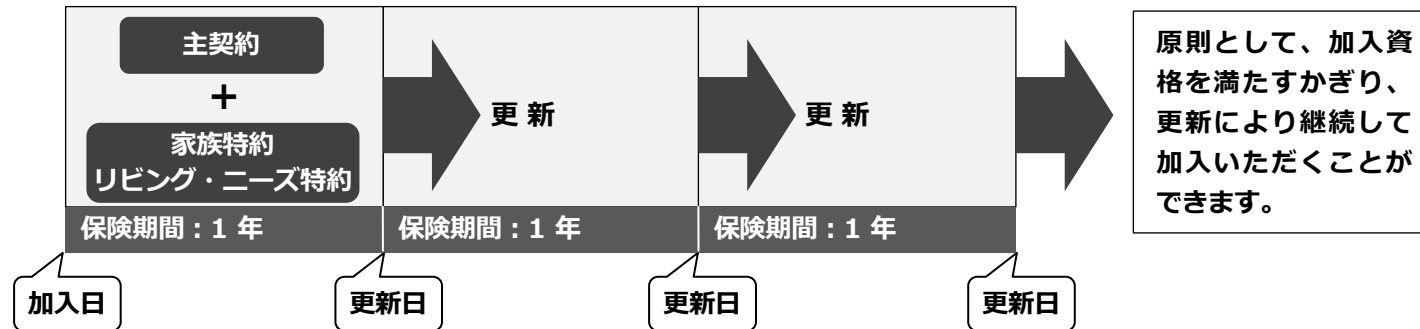 主契約
＋
家族特約
リビング・ニーズ特約
更 新
更 新
保険期間：1 年
保険期間：1 年
保険期間：1 年
加入日
更新日
更新日
更新日
原則として、加入資
格を満たすかぎり、
更新により継続して
加入いただくことが
できます。